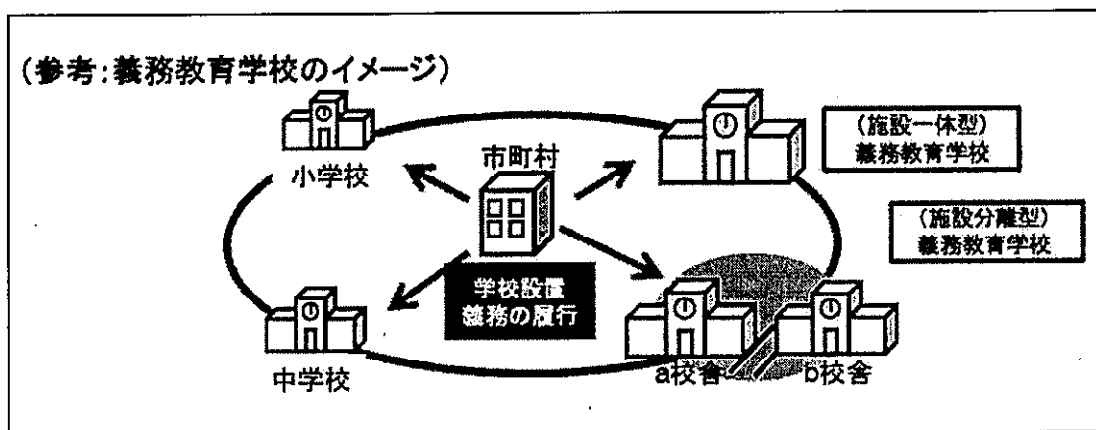 (参考:義務教育学校のイメージ)
小学校
市町村
(施設一体型)
義務教育学校
(施設分離型)
義務教育学校
学校設置
義務の履行
中学校
a校舎
b校舎